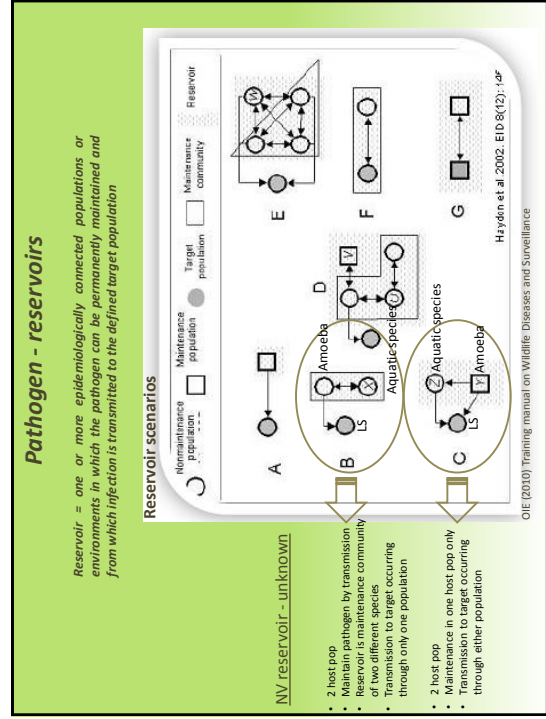 Pathogen - reservoirs
Reservoir = one or more epidemiologically connected populations or
environments in which the pathogen can be permanently maintained and
from which infection is transmitted to the defined target population
Reservoir scenarios
Nonmaintenance
population
Maintenance
population
Target
population
Maintenance
community
Reservoir
A
B
Amoeba
X
LS
Aquatic species
C
Z
Aquatic species
Y
Amoeba
LS
D
V
U
E
W
F
G
Haydon et al 2002. EID 8(12):
OIE (2010) Training manual on Wildlife Diseases and Surveillance
NV reservoir - unknown
• 2 host pop
• Maintain pathogen by transmission
• Reservoir is maintenance community
of two different species
• Transmission to target occurring
through only one population
• 2 host pop
• Maintenance in one host pop only
• Transmission to target occurring
through either population